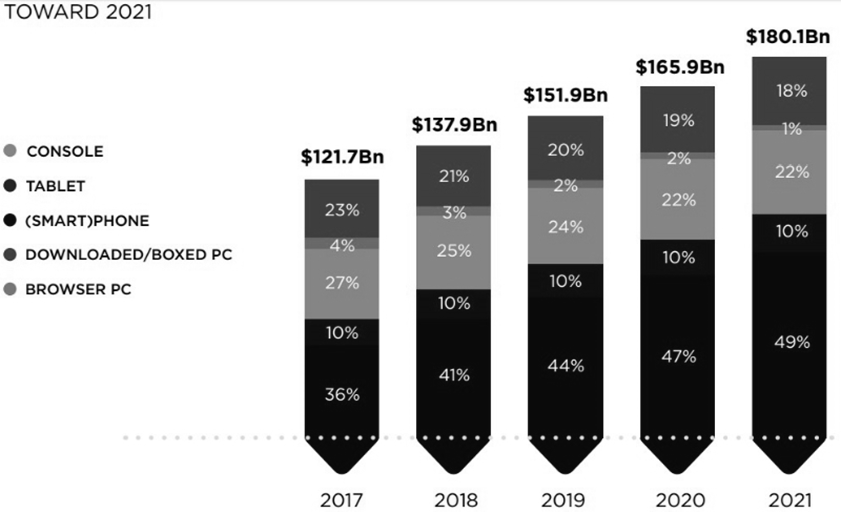 TOWARD 2021
CONSOLE
TABLET
(SMART)PHONE
DOWNLOADED/BOXED PC
BROWSER PC
$121.7Bn
23%
4%
27%
10%
36%
$137.9Bn
21%
3%
25%
10%
41%
$151.9Bn
20%
2%
24%
10%
44%
$165.9Bn
19%
2%
22%
10%
47%
$180.1Bn
18%
1%
22%
10%
49%
2017 2018 2019 2020 2021